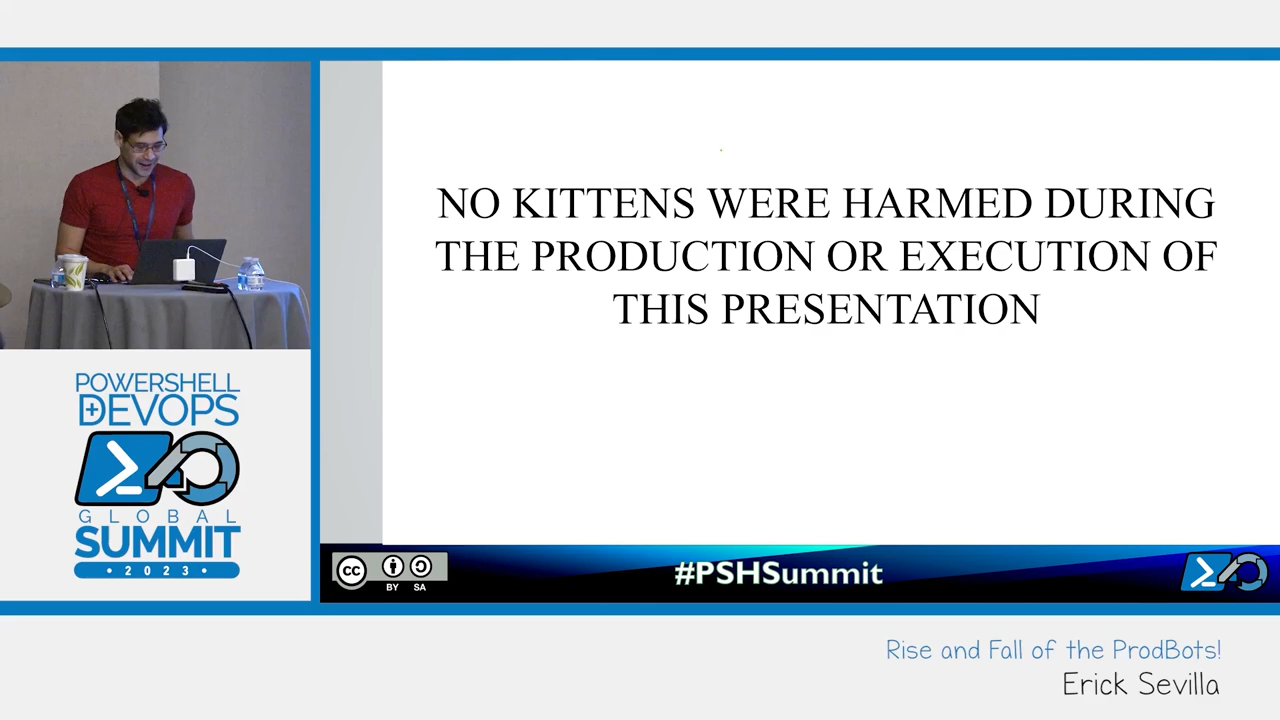 NO KITTENS WERE HARMED DURING
THE PRODUCTION OR EXECUTION OF
THIS PRESENTATION
POWERSHELL
+DEVOPS
GLOBAL
SUMMIT
• 2023 •
cc
BY SA
#PSHSummit
Rise and Fall of the ProdBots!
Erick Sevilla